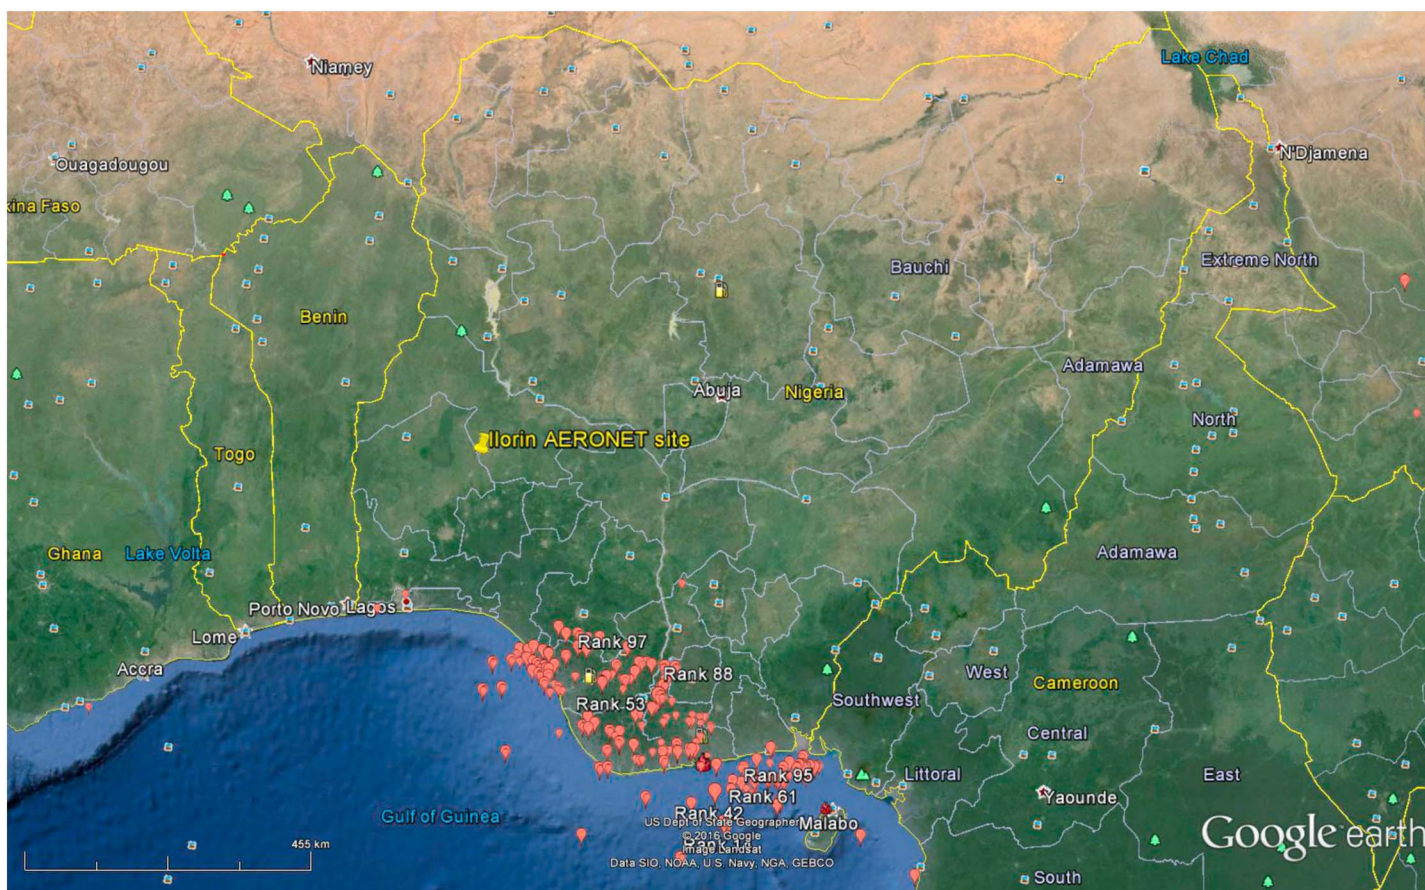 Lake Chad
Niamey
N'Djamena
Ouagadougou
kina Faso
Extreme North
Bauchi
Benin
Adamawa
Abuja
Nigeria
North
Ilorin AERONET site
Togo
Ghana
Lake Volta
Adamawa
Porto Novo
Lagos
Lome
Rank 97
Accra
Rank 88
West
Cameroon
Rank 53
Southwest
Central
Rank 95
Littoral
East
Rank 61
Yaounde
Rank 42
Gulf of Guinea
Malabo
US Dept of State Geographer
© 2016 Google
Image Landsat
Data SIO, NOAA, U.S. Navy, NGA, GEBCO
Google earth
455 km
South